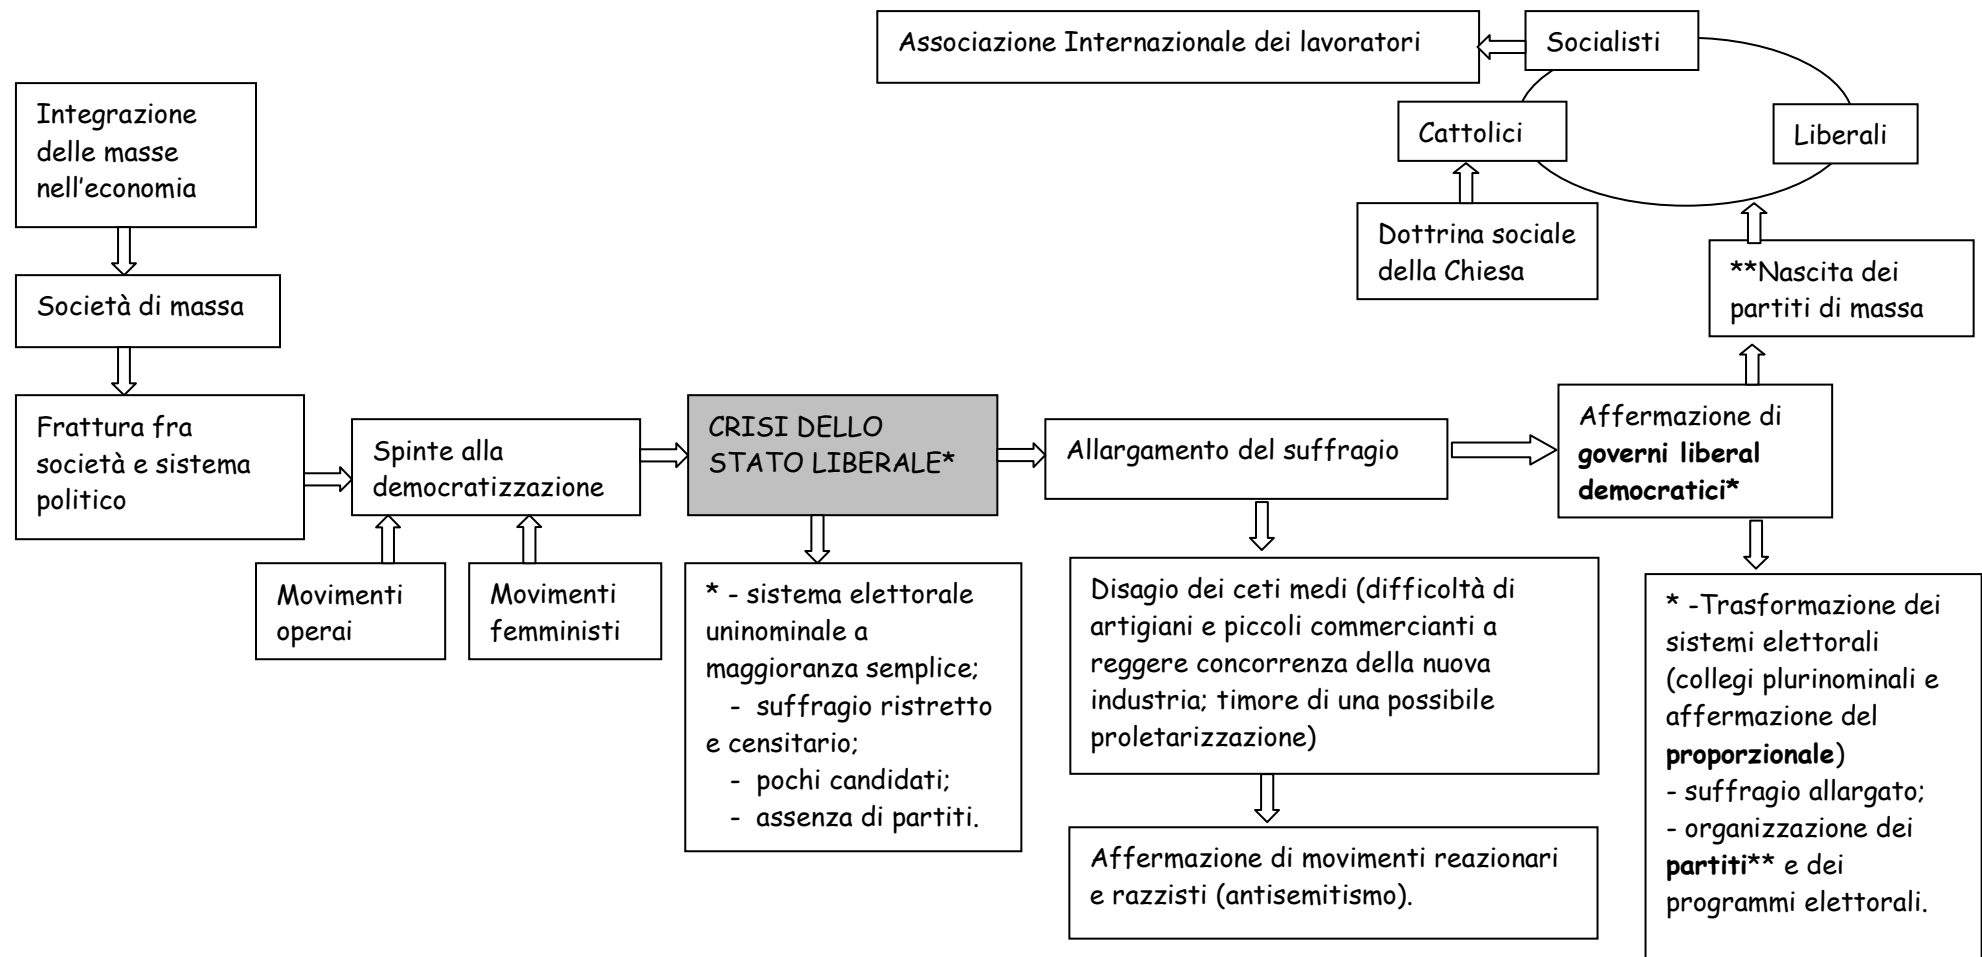 Associazione Internazionale dei lavoratori
Socialisti
Cattolici
Liberali
Integrazione
delle masse
nell'economia
Dottrina sociale
della Chiesa
**Nascita dei
partiti di massa
Società di massa
Frattura fra
società e sistema
politico
Spinte alla
democratizzazione
CRISI DELLO
STATO LIBERALE*
Allargamento del suffragio
Affermazione di
governi liberal
democratici*
Movimenti
operai
Movimenti
femministi
* - sistema elettorale
uninominale a
maggioranza semplice;
- suffragio ristretto
e censitario;
- pochi candidati;
- assenza di partiti.
Disagio dei ceti medi (difficoltà di
artigiani e piccoli commercianti a
reggere concorrenza della nuova
industria; timore di una possibile
proletarizzazione)
Affermazione di movimenti reazionari
e razzisti (antisemitismo).
* -Trasformazione dei
sistemi elettorali
(collegi plurinominali e
affermazione del
proporzionale)
- suffragio allargato;
- organizzazione dei
partiti** e dei
programmi elettorali.